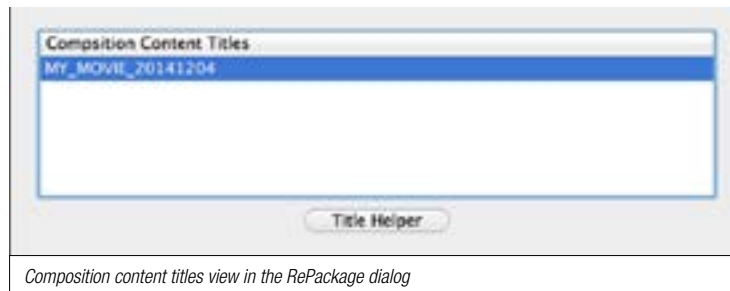 Compsition Content Titles
MY_MOVIE_20141204
Title Helper
Composition content titles view in the RePackage dialog